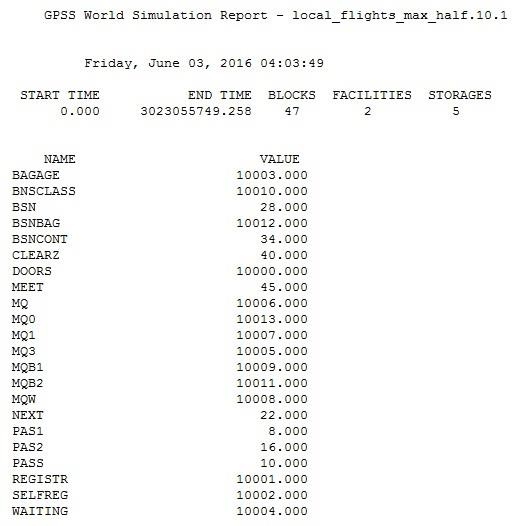 GPSS World Simulation Report - local_flights_max_half.10.1
Friday, June 03, 2016 04:03:49
START TIME END TIME BLOCKS FACILITIES STORAGES
0.000 3023055749.258 47 2 5
NAME VALUE
BAGAGE 10003.000
BNSCLASS 10010.000
BSN 28.000
BSNBAG 10012.000
BSNCONT 34.000
CLEARZ 40.000
DOORS 10000.000
MEET 45.000
MQ 10006.000
MQ0 10013.000
MQ1 10007.000
MQ3 10005.000
MQB1 10009.000
MQB2 10011.000
MQW 10008.000
NEXT 22.000
PAS1 8.000
PAS2 16.000
PASS 10.000
REGISTR 10001.000
SELFREG 10002.000
WAITING 10004.000